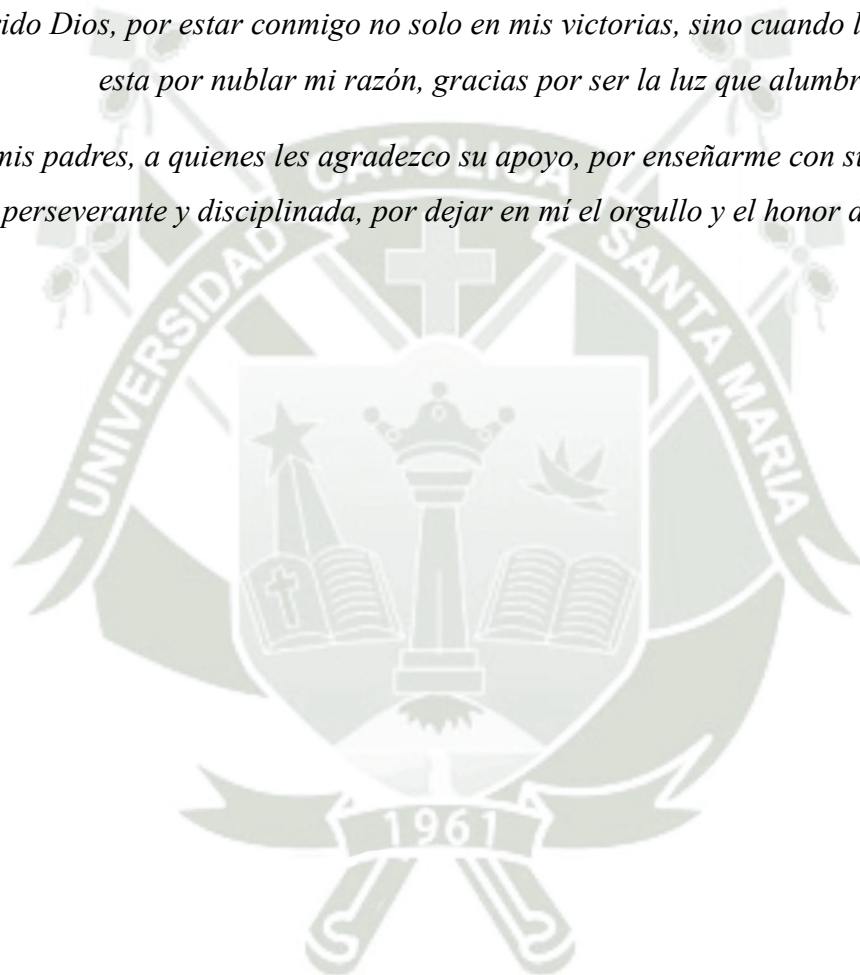 rido Dios, por estar conmigo no solo en mis victorias, sino cuando l
esta por nublar mi razón, gracias por ser la luz que alumbr
mis padres, a quienes les agradezco su apoyo, por enseñarme con
perseverante y disciplinada, por dejar en mí el orgullo y el honor
UNIVERSIDAD CATOLICA SANTA MARIA
1961